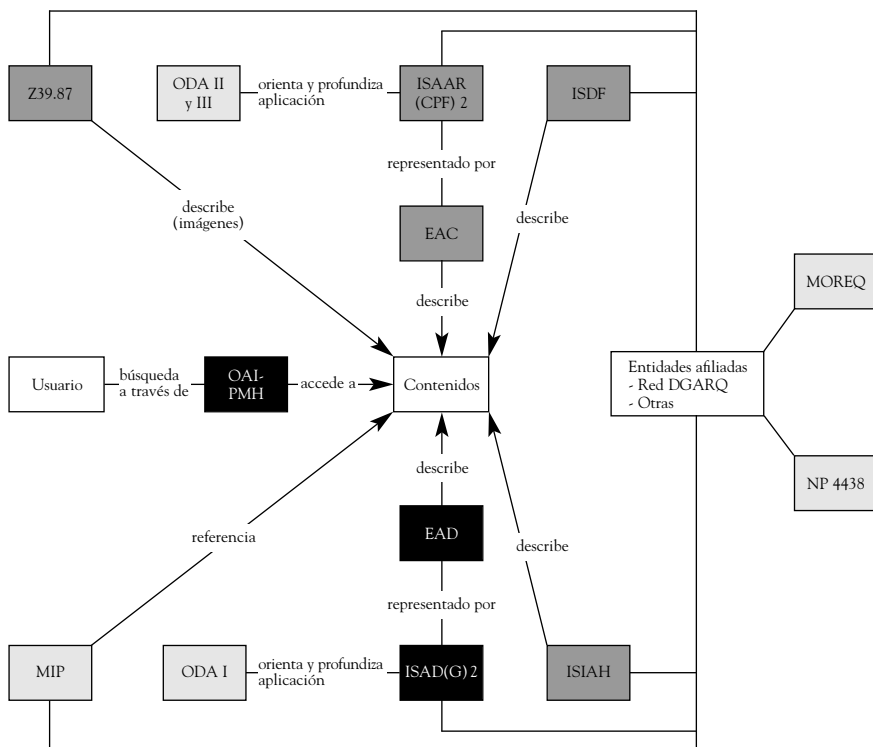 Z39.87
ODA II
y III
orienta y profundiza
aplicación
ISAAR
(CPF) 2
ISDF
representado por
describe
(imágenes)
EAC
describe
describe
MOREQ
Usuario
búsqueda
a través de
OAI-
PMH
accede a
Contenidos
Entidades afiliadas
- Red DGARQ
- Otras
describe
NP 4438
referencia
EAD
describe
representado por
MIP
ODA I
orienta y profundiza
aplicación
ISAD(G) 2
ISIAH